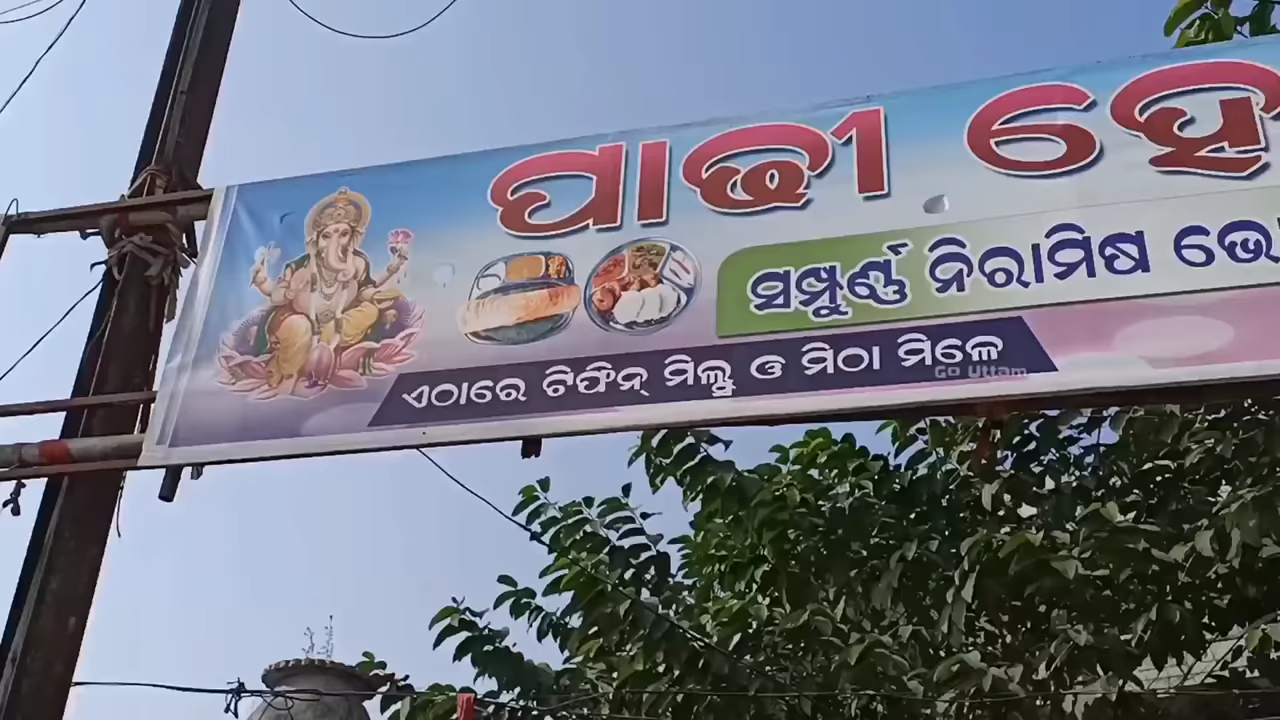 ପାଢୀ ହୋ
ସମ୍ପୁର୍ଣ୍ଣ ନିରାମିଷ ଭୋ
ଏଠାରେ ଟିଫିନ୍ ମିଲ୍ସ ଓ ମିଠା ମିଳେ
Go Uttam